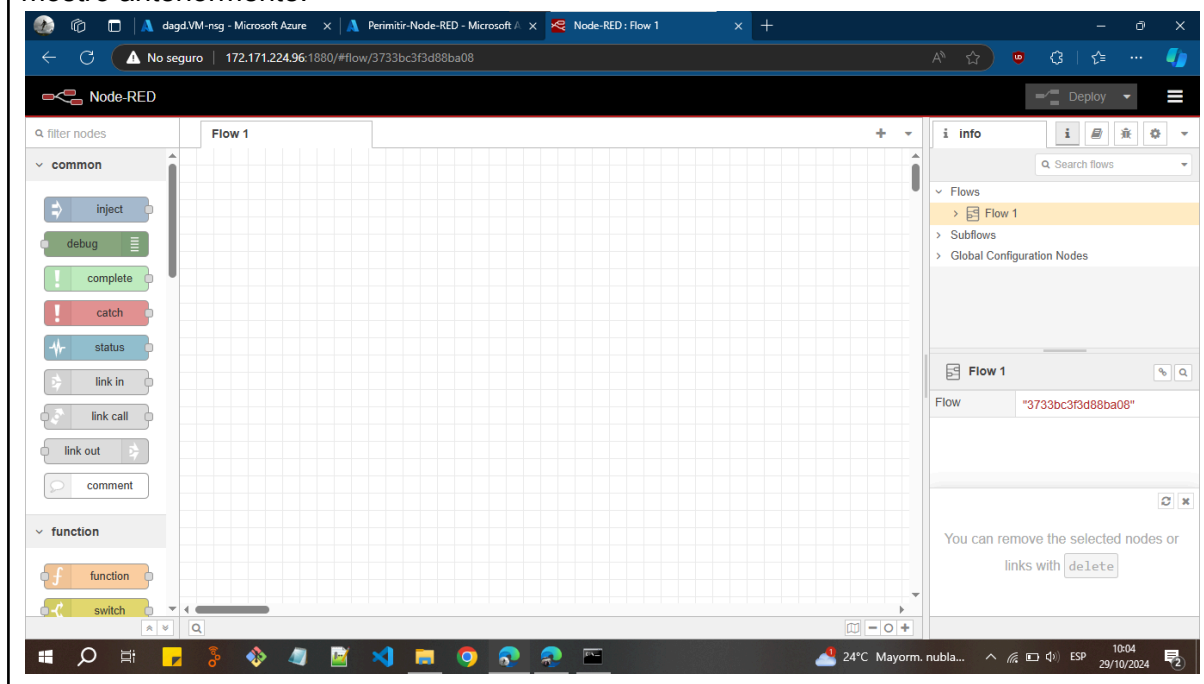 mostró anteriormente.
dagd.VM-nsg - Microsoft Azure
Perimitir-Node-RED - Microsoft A
Node-RED : Flow 1
No seguro 172.171.224.96:1880/#flow/3733bc3f3d88ba08
Node-RED
Deploy
filter nodes
Flow 1
i info
Search flows
common
inject
debug
complete
catch
status
link in
link call
link out
comment
function
function
switch
Flows
Flow 1
Subflows
Global Configuration Nodes
Flow 1
Flow "3733bc3f3d88ba08"
You can remove the selected nodes or
links with delete
24°C Mayorm. nubla...
ESP
10:04
29/10/2024
2